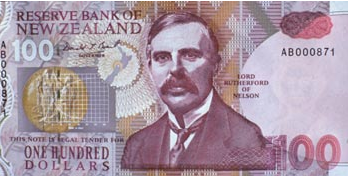 RESERVE BANK OF
NEW ZEALAND
100
AB000871
AB000871
LORD
RUTHERFORD
OF
NELSON
THIS NOTE IS LEGAL TENDER FOR
ONE HUNDRED
DOLLARS
100